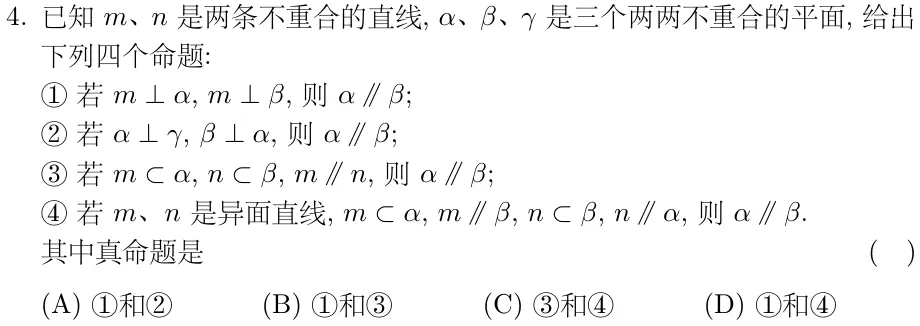 4. 已知 m、n 是两条不重合的直线, α、β、γ 是三个两两不重合的平面, 给出
下列四个命题:
① 若 m ⊥ α, m ⊥ β, 则 α ∥ β;
② 若 α ⊥ γ, β ⊥ α, 则 α ∥ β;
③ 若 m ⊂ α, n ⊂ β, m ∥ n, 则 α ∥ β;
④ 若 m、n 是异面直线, m ⊂ α, m ∥ β, n ⊂ β, n ∥ α, 则 α ∥ β.
其中真命题是 ( )
(A) ①和② (B) ①和③ (C) ③和④ (D) ①和④